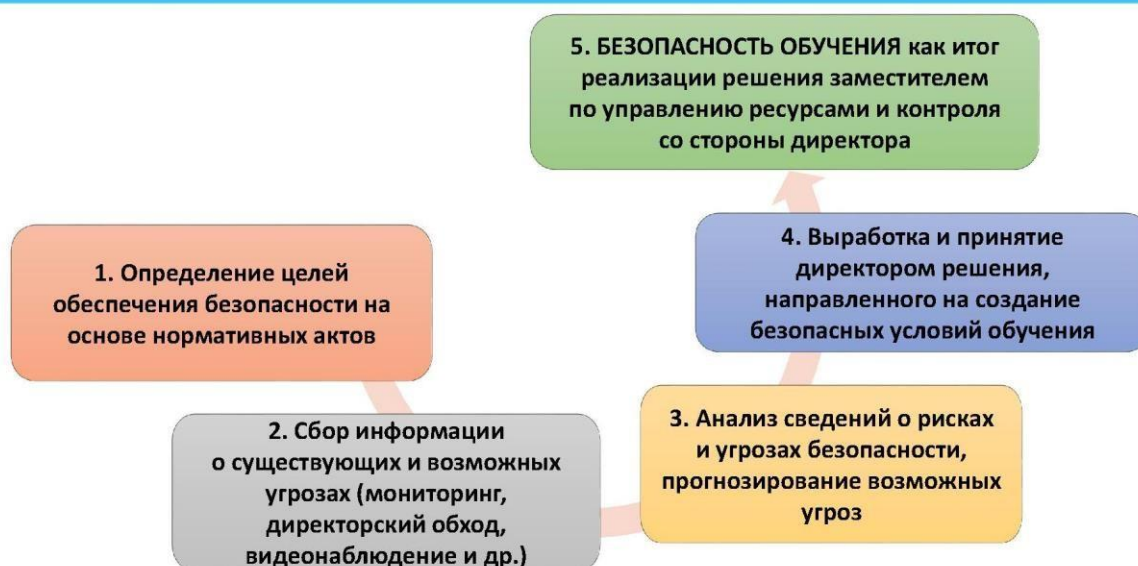 1. Определение целей
обеспечения безопасности на
основе нормативных актов
2. Сбор информации
о существующих и возможных
угрозах (мониторинг,
директорский обход,
видеонаблюдение и др.)
3. Анализ сведений о рисках
и угрозах безопасности,
прогнозирование возможных
угроз
4. Выработка и принятие
директором решения,
направленного на создание
безопасных условий обучения
5. БЕЗОПАСНОСТЬ ОБУЧЕНИЯ как итог
реализации решения заместителем
по управлению ресурсами и контроля
со стороны директора